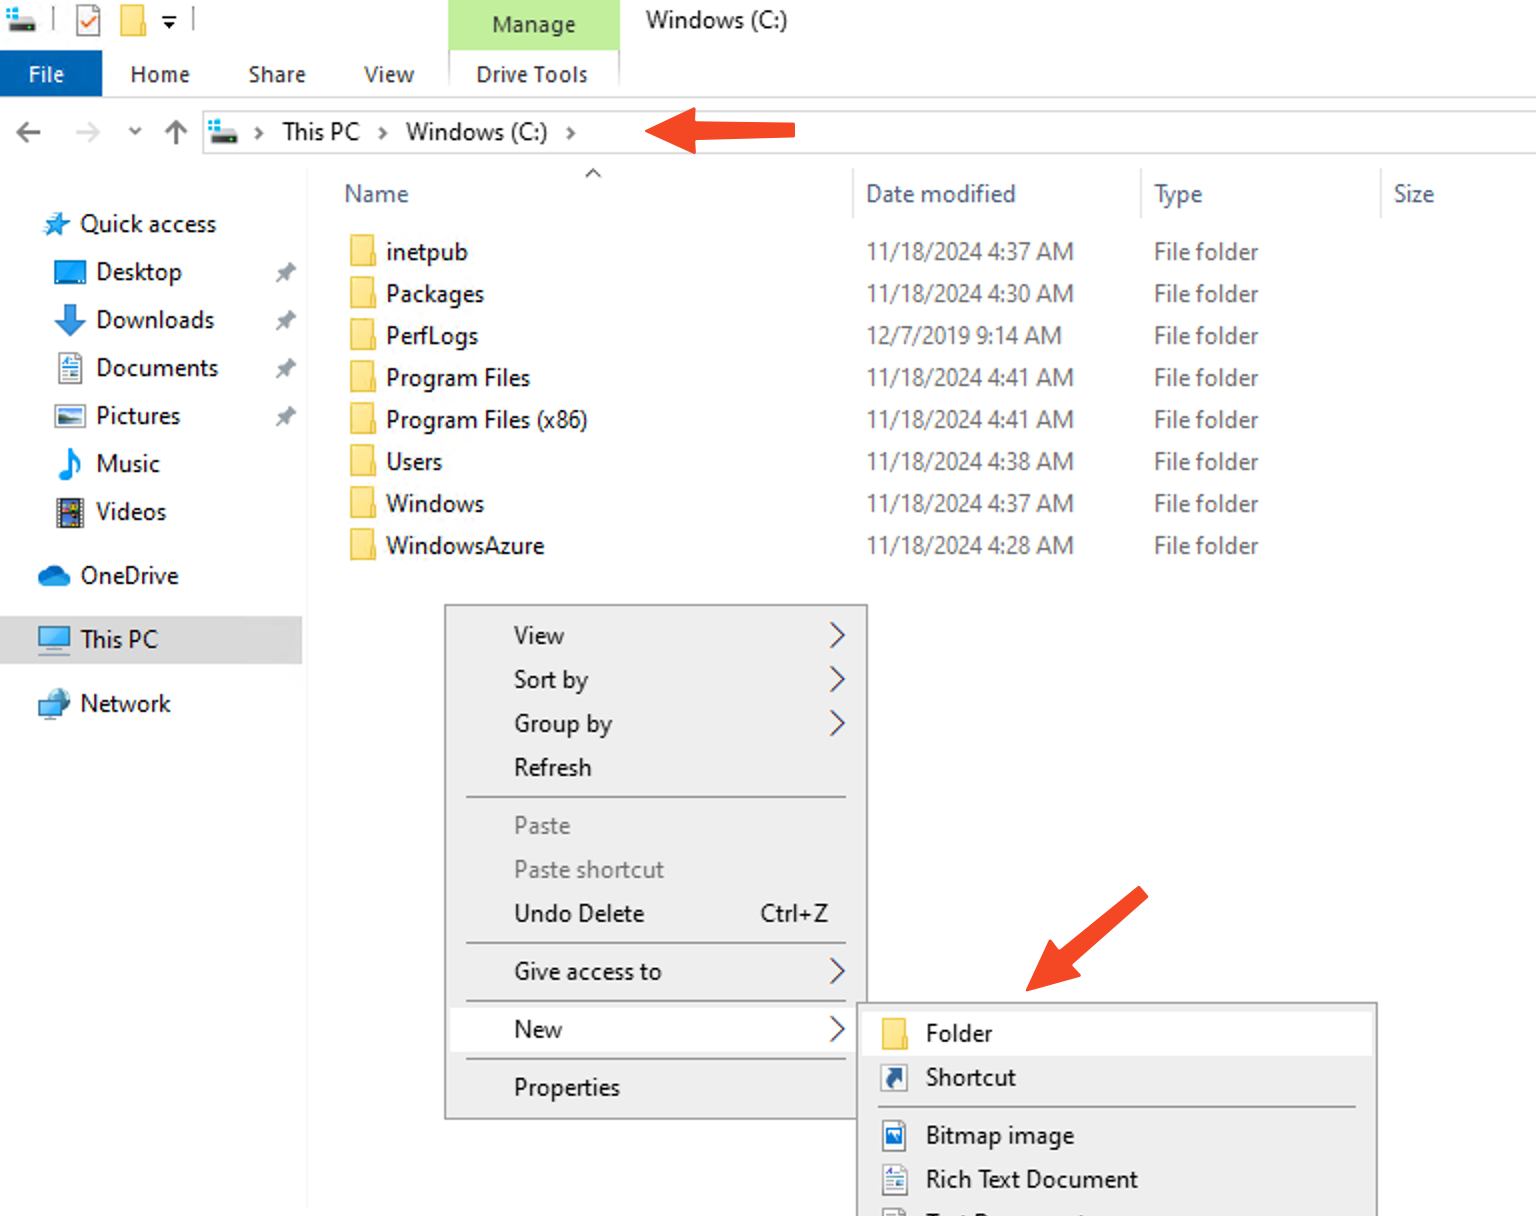 Manage
Windows (C:)
File
Home
Share
View
Drive Tools
This PC
Windows (C:)
Name
Date modified
Type
Size
Quick access
Desktop
Downloads
Documents
Pictures
Music
Videos
OneDrive
This PC
Network
inetpub 11/18/2024 4:37 AM File folder
Packages 11/18/2024 4:30 AM File folder
PerfLogs 12/7/2019 9:14 AM File folder
Program Files 11/18/2024 4:41 AM File folder
Program Files (x86) 11/18/2024 4:41 AM File folder
Users 11/18/2024 4:38 AM File folder
Windows 11/18/2024 4:37 AM File folder
WindowsAzure 11/18/2024 4:28 AM File folder
View
Sort by
Group by
Refresh
Paste
Paste shortcut
Undo Delete Ctrl+Z
Give access to
New
Properties
Folder
Shortcut
Bitmap image
Rich Text Document